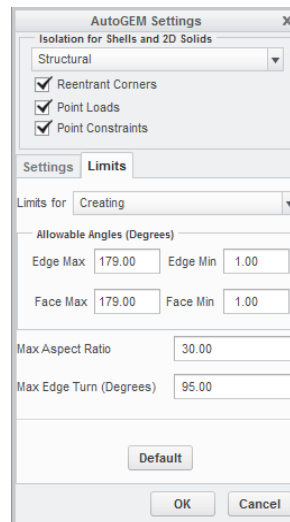 AutoGEM Settings
Isolation for Shells and 2D Solids
Structural
Reentrant Corners
Point Loads
Point Constraints
Settings Limits
Limits for Creating
Allowable Angles (Degrees)
Edge Max 179.00 Edge Min 1.00
Face Max 179.00 Face Min 1.00
Max Aspect Ratio 30.00
Max Edge Turn (Degrees) 95.00
Default
OK Cancel